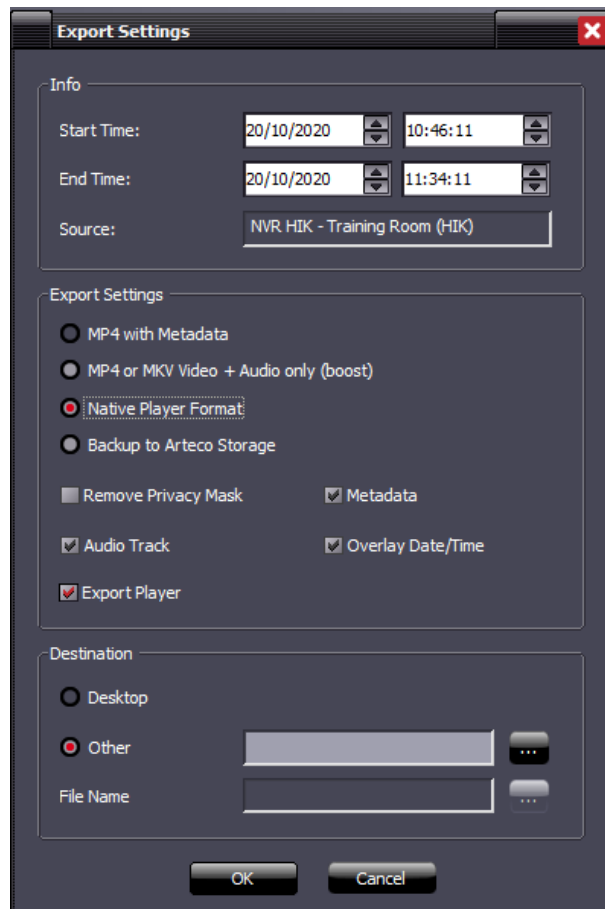 Export Settings
Info
Start Time: 20/10/2020 10:46:11
End Time: 20/10/2020 11:34:11
Source: NVR HIK - Training Room (HIK)
Export Settings
MP4 with Metadata
MP4 or MKV Video + Audio only (boost)
Native Player Format
Backup to Arteco Storage
Remove Privacy Mask Metadata
Audio Track Overlay Date/Time
Export Player
Destination
Desktop
Other ...
File Name ...
OK Cancel